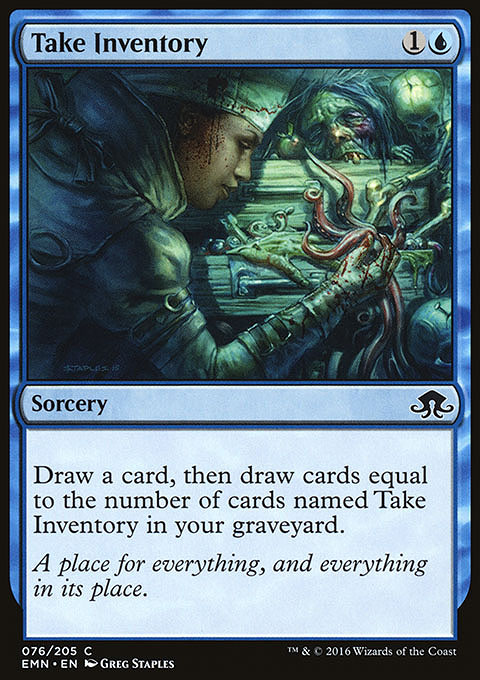 Take Inventory 1
STAPLES 15
Sorcery
Draw a card, then draw cards equal
to the number of cards named Take
Inventory in your graveyard.
A place for everything, and everything
in its place.
076/205 C
EMN • EN Greg Staples
™ & © 2016 Wizards of the Coast